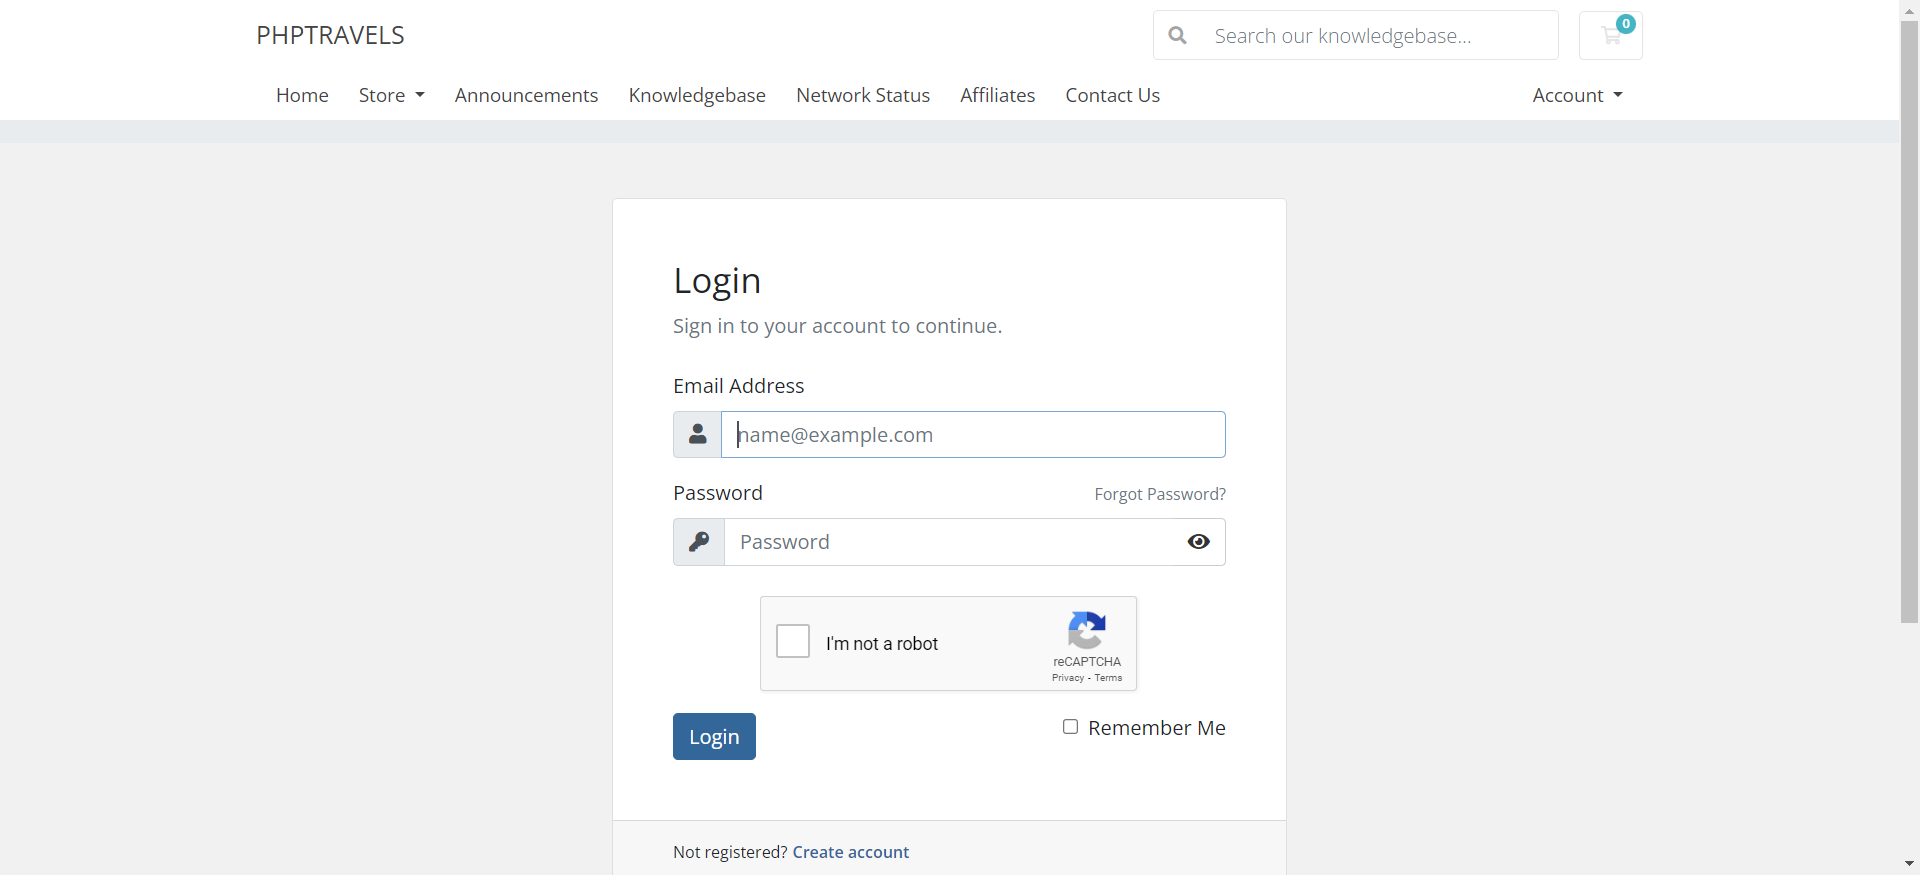 PHPTRAVELS
Search our knowledgebase...
0
Home Store Announcements Knowledgebase Network Status Affiliates Contact Us Account
Login
Sign in to your account to continue.
Email Address
name@example.com
Password Forgot Password?
Password
I'm not a robot
reCAPTCHA
Privacy - Terms
Login
Remember Me
Not registered? Create account